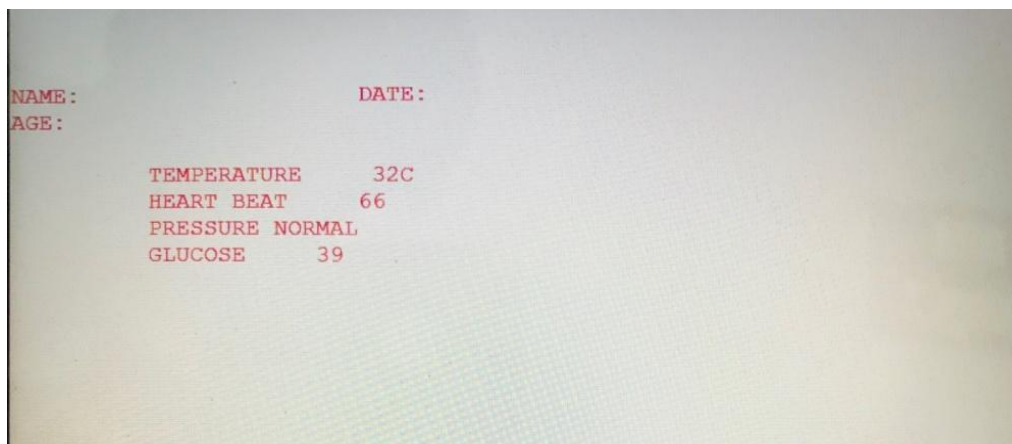 NAME: DATE:
AGE:
TEMPERATURE 32C
HEART BEAT 66
PRESSURE NORMAL
GLUCOSE 39